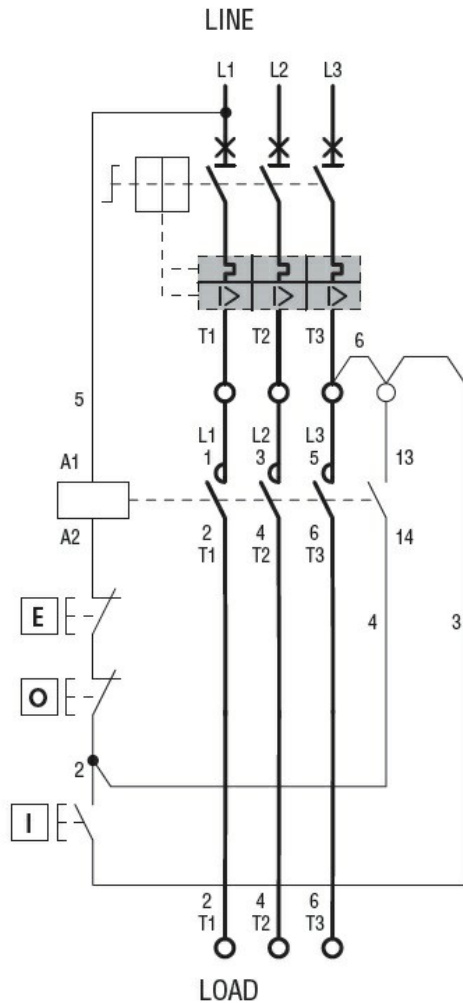 LINE
L1 L2 L3
T1 T2 T3 6
5
L1 L2 L3
A1 1 3 5 13
A2 2 4 6 14
T1 T2 T3
E 4 3
O
2
I
2 4 6
T1 T2 T3
LOAD